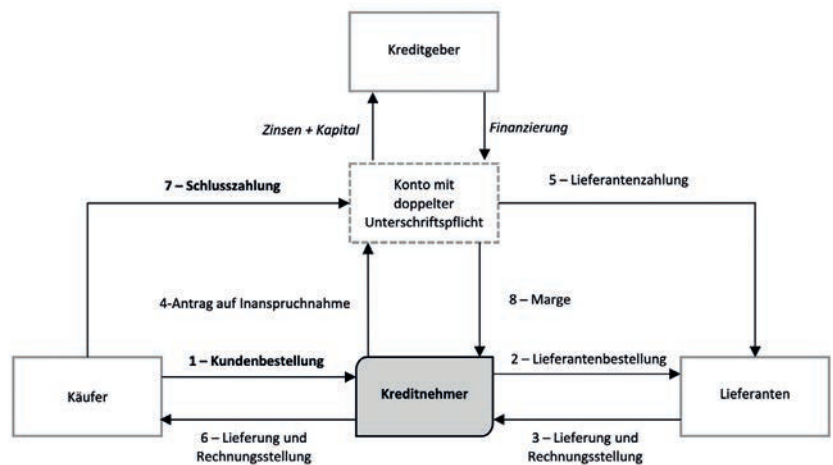 Kreditgeber
Zinsen + Kapital
Finanzierung
7 – Schlusszahlung
Konto mit
doppelter
Unterschriftspflicht
5 – Lieferantenzahlung
4-Antrag auf Inanspruchnahme
8 – Marge
1 – Kundenbestellung
2 – Lieferantenbestellung
Käufer
Kreditnehmer
Lieferanten
6 – Lieferung und
Rechnungsstellung
3 – Lieferung und
Rechnungsstellung